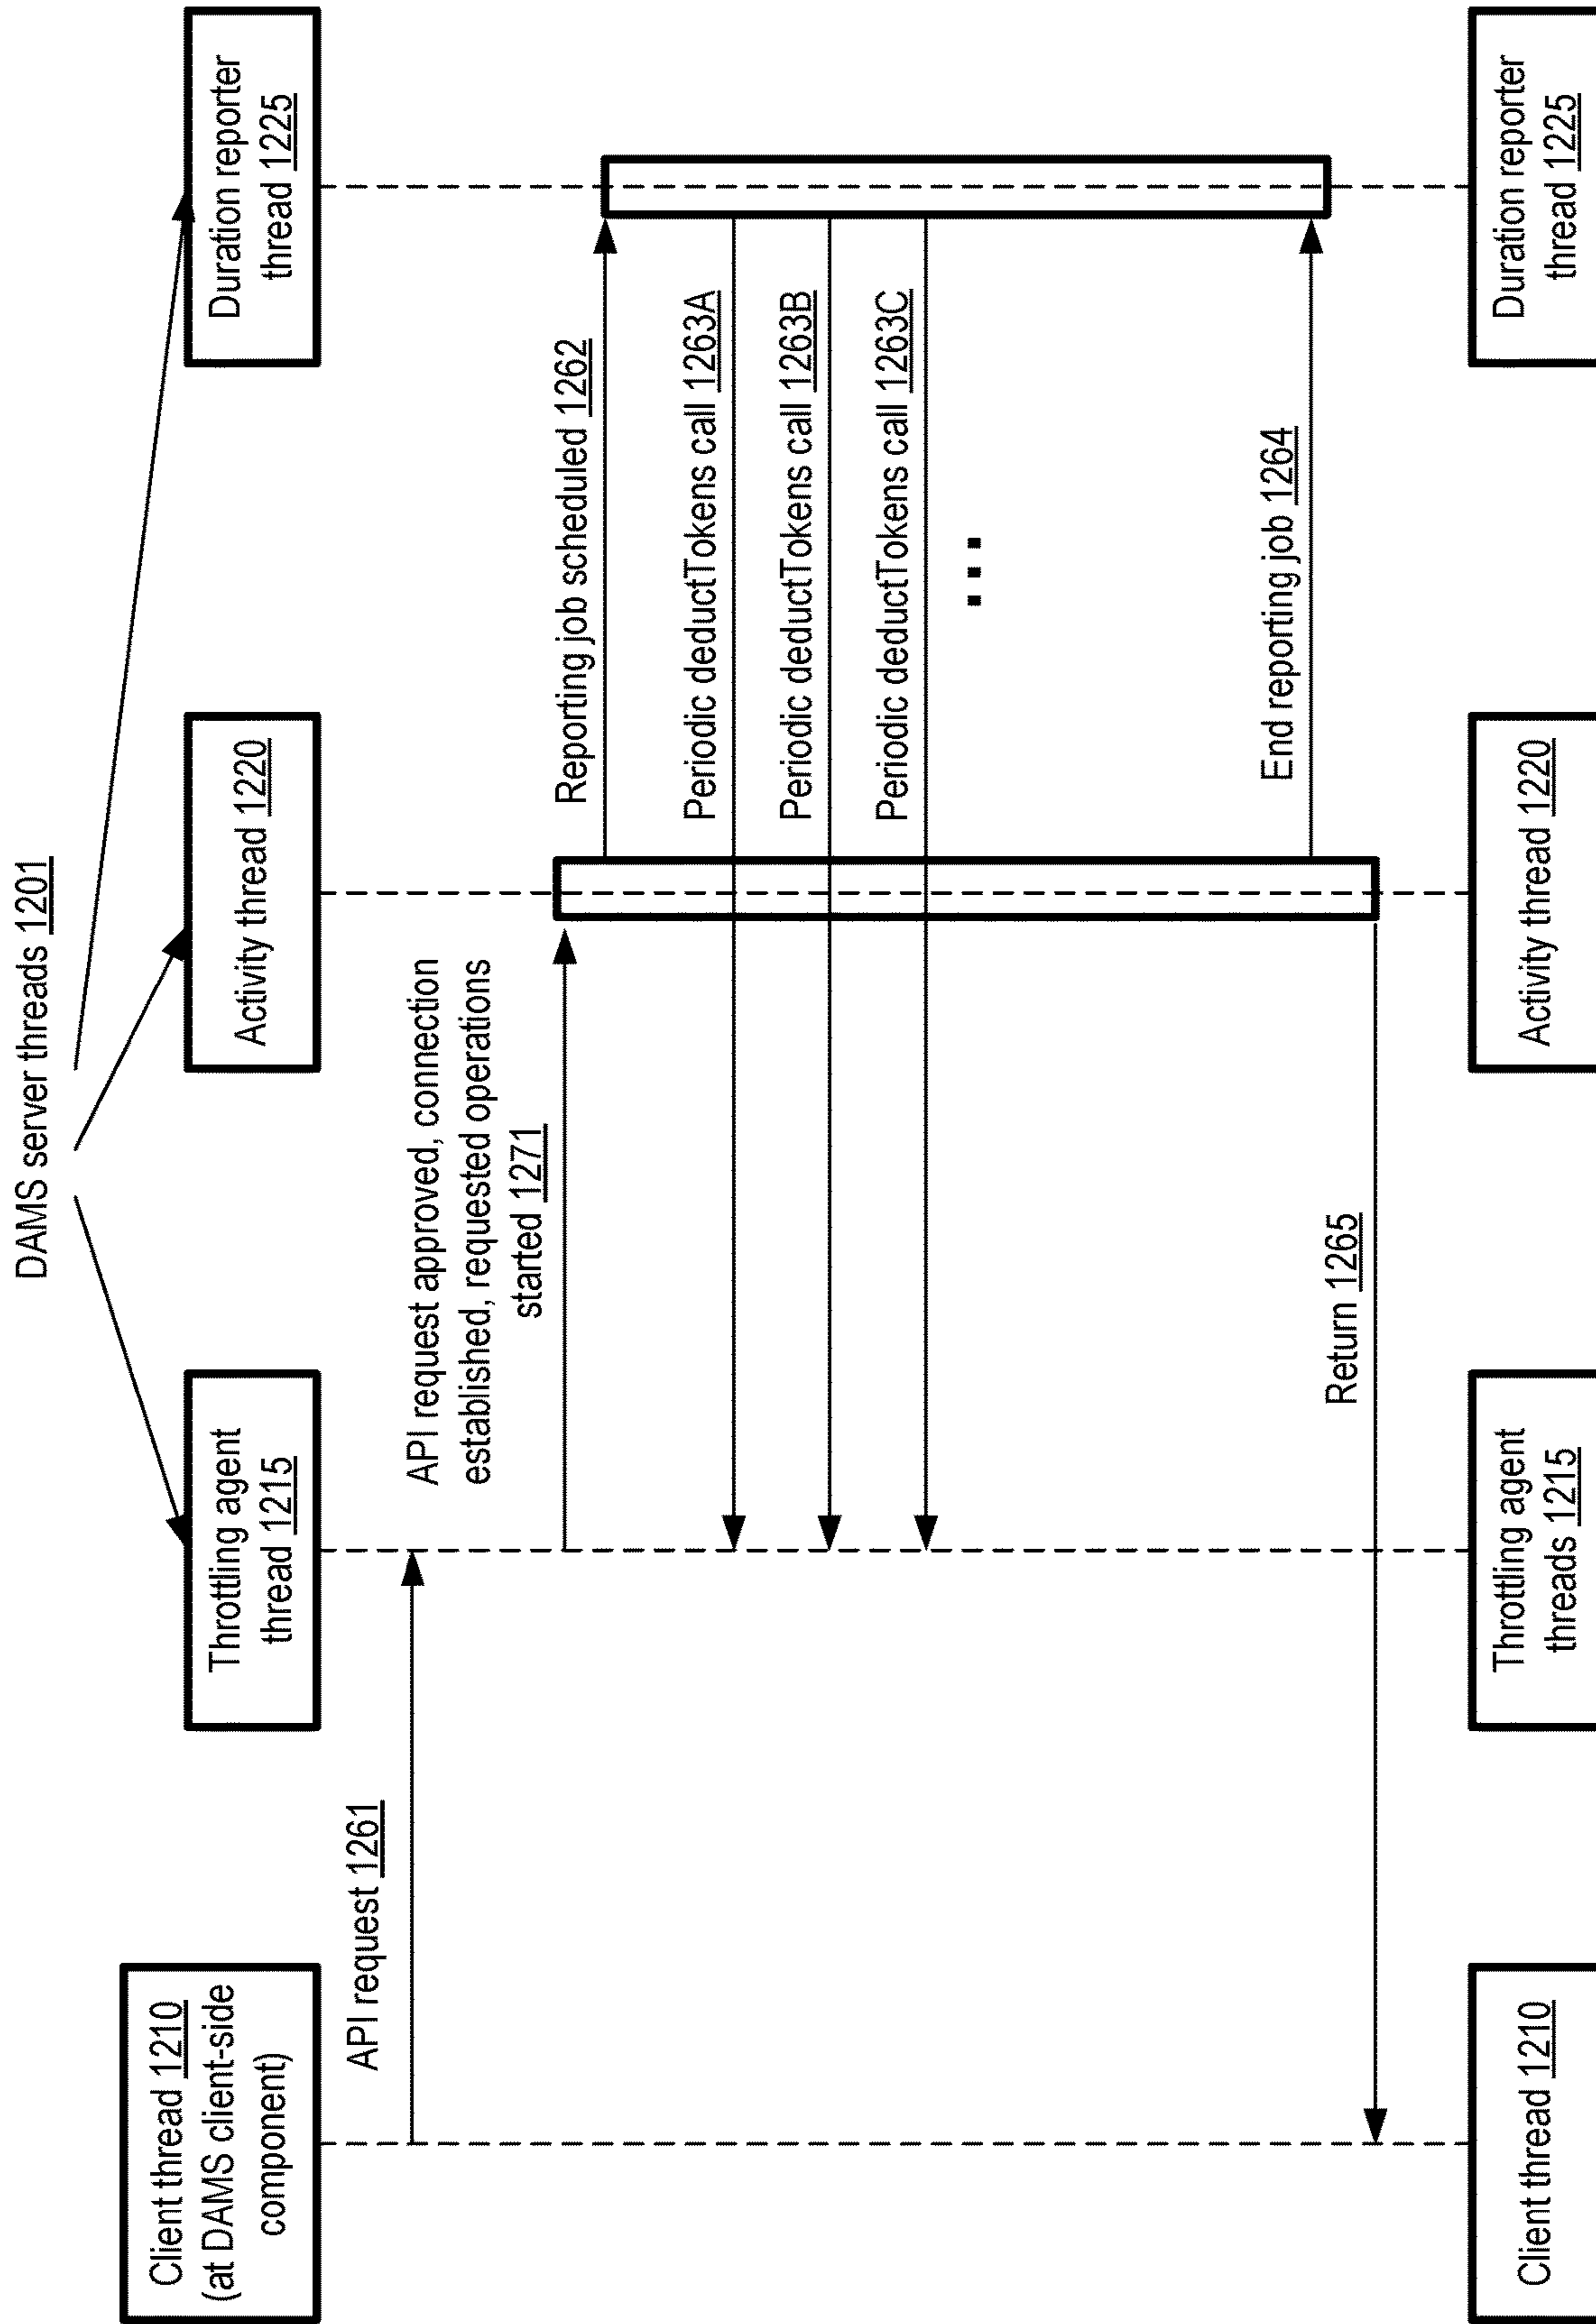 DAMS server threads 1201
Client thread 1210
(at DAMS client-side
component)
Throttling agent
thread 1215
Activity thread 1220
Duration reporter
thread 1225
API request 1261
API request approved, connection
established, requested operations
started 1271
Reporting job scheduled 1262
Periodic deductTokens call 1263A
Periodic deductTokens call 1263B
Periodic deductTokens call 1263C
...
End reporting job 1264
Return 1265
Client thread 1210
Throttling agent
threads 1215
Activity thread 1220
Duration reporter
thread 1225